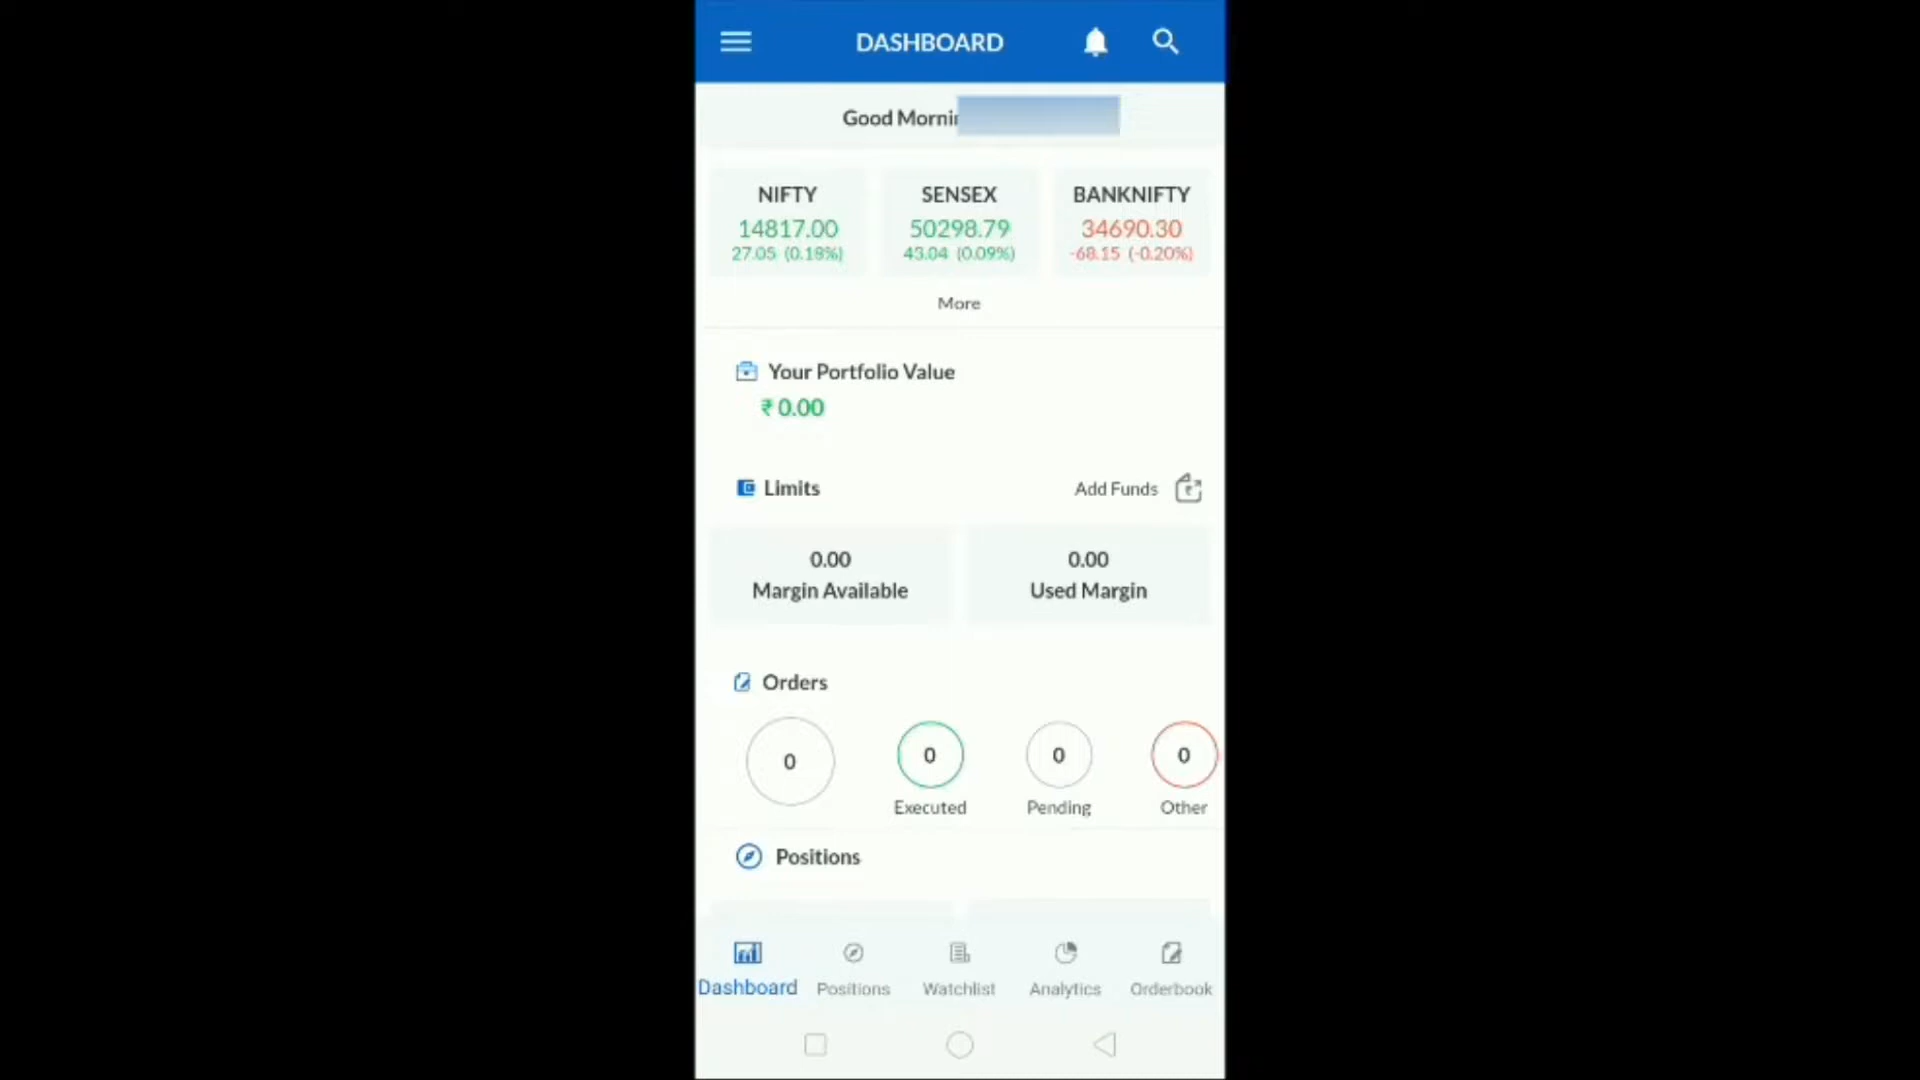 DASHBOARD
Good Mornin
NIFTY SENSEX BANKNIFTY
14817.00 50298.79 34690.30
27.05 (0.18%) 43.04 (0.09%) -68.15 (-0.20%)
More
Your Portfolio Value
₹ 0.00
Limits Add Funds
0.00 0.00
Margin Available Used Margin
Orders
0 0 0 0
Executed Pending Other
Positions
Dashboard Positions Watchlist Analytics Orderbook